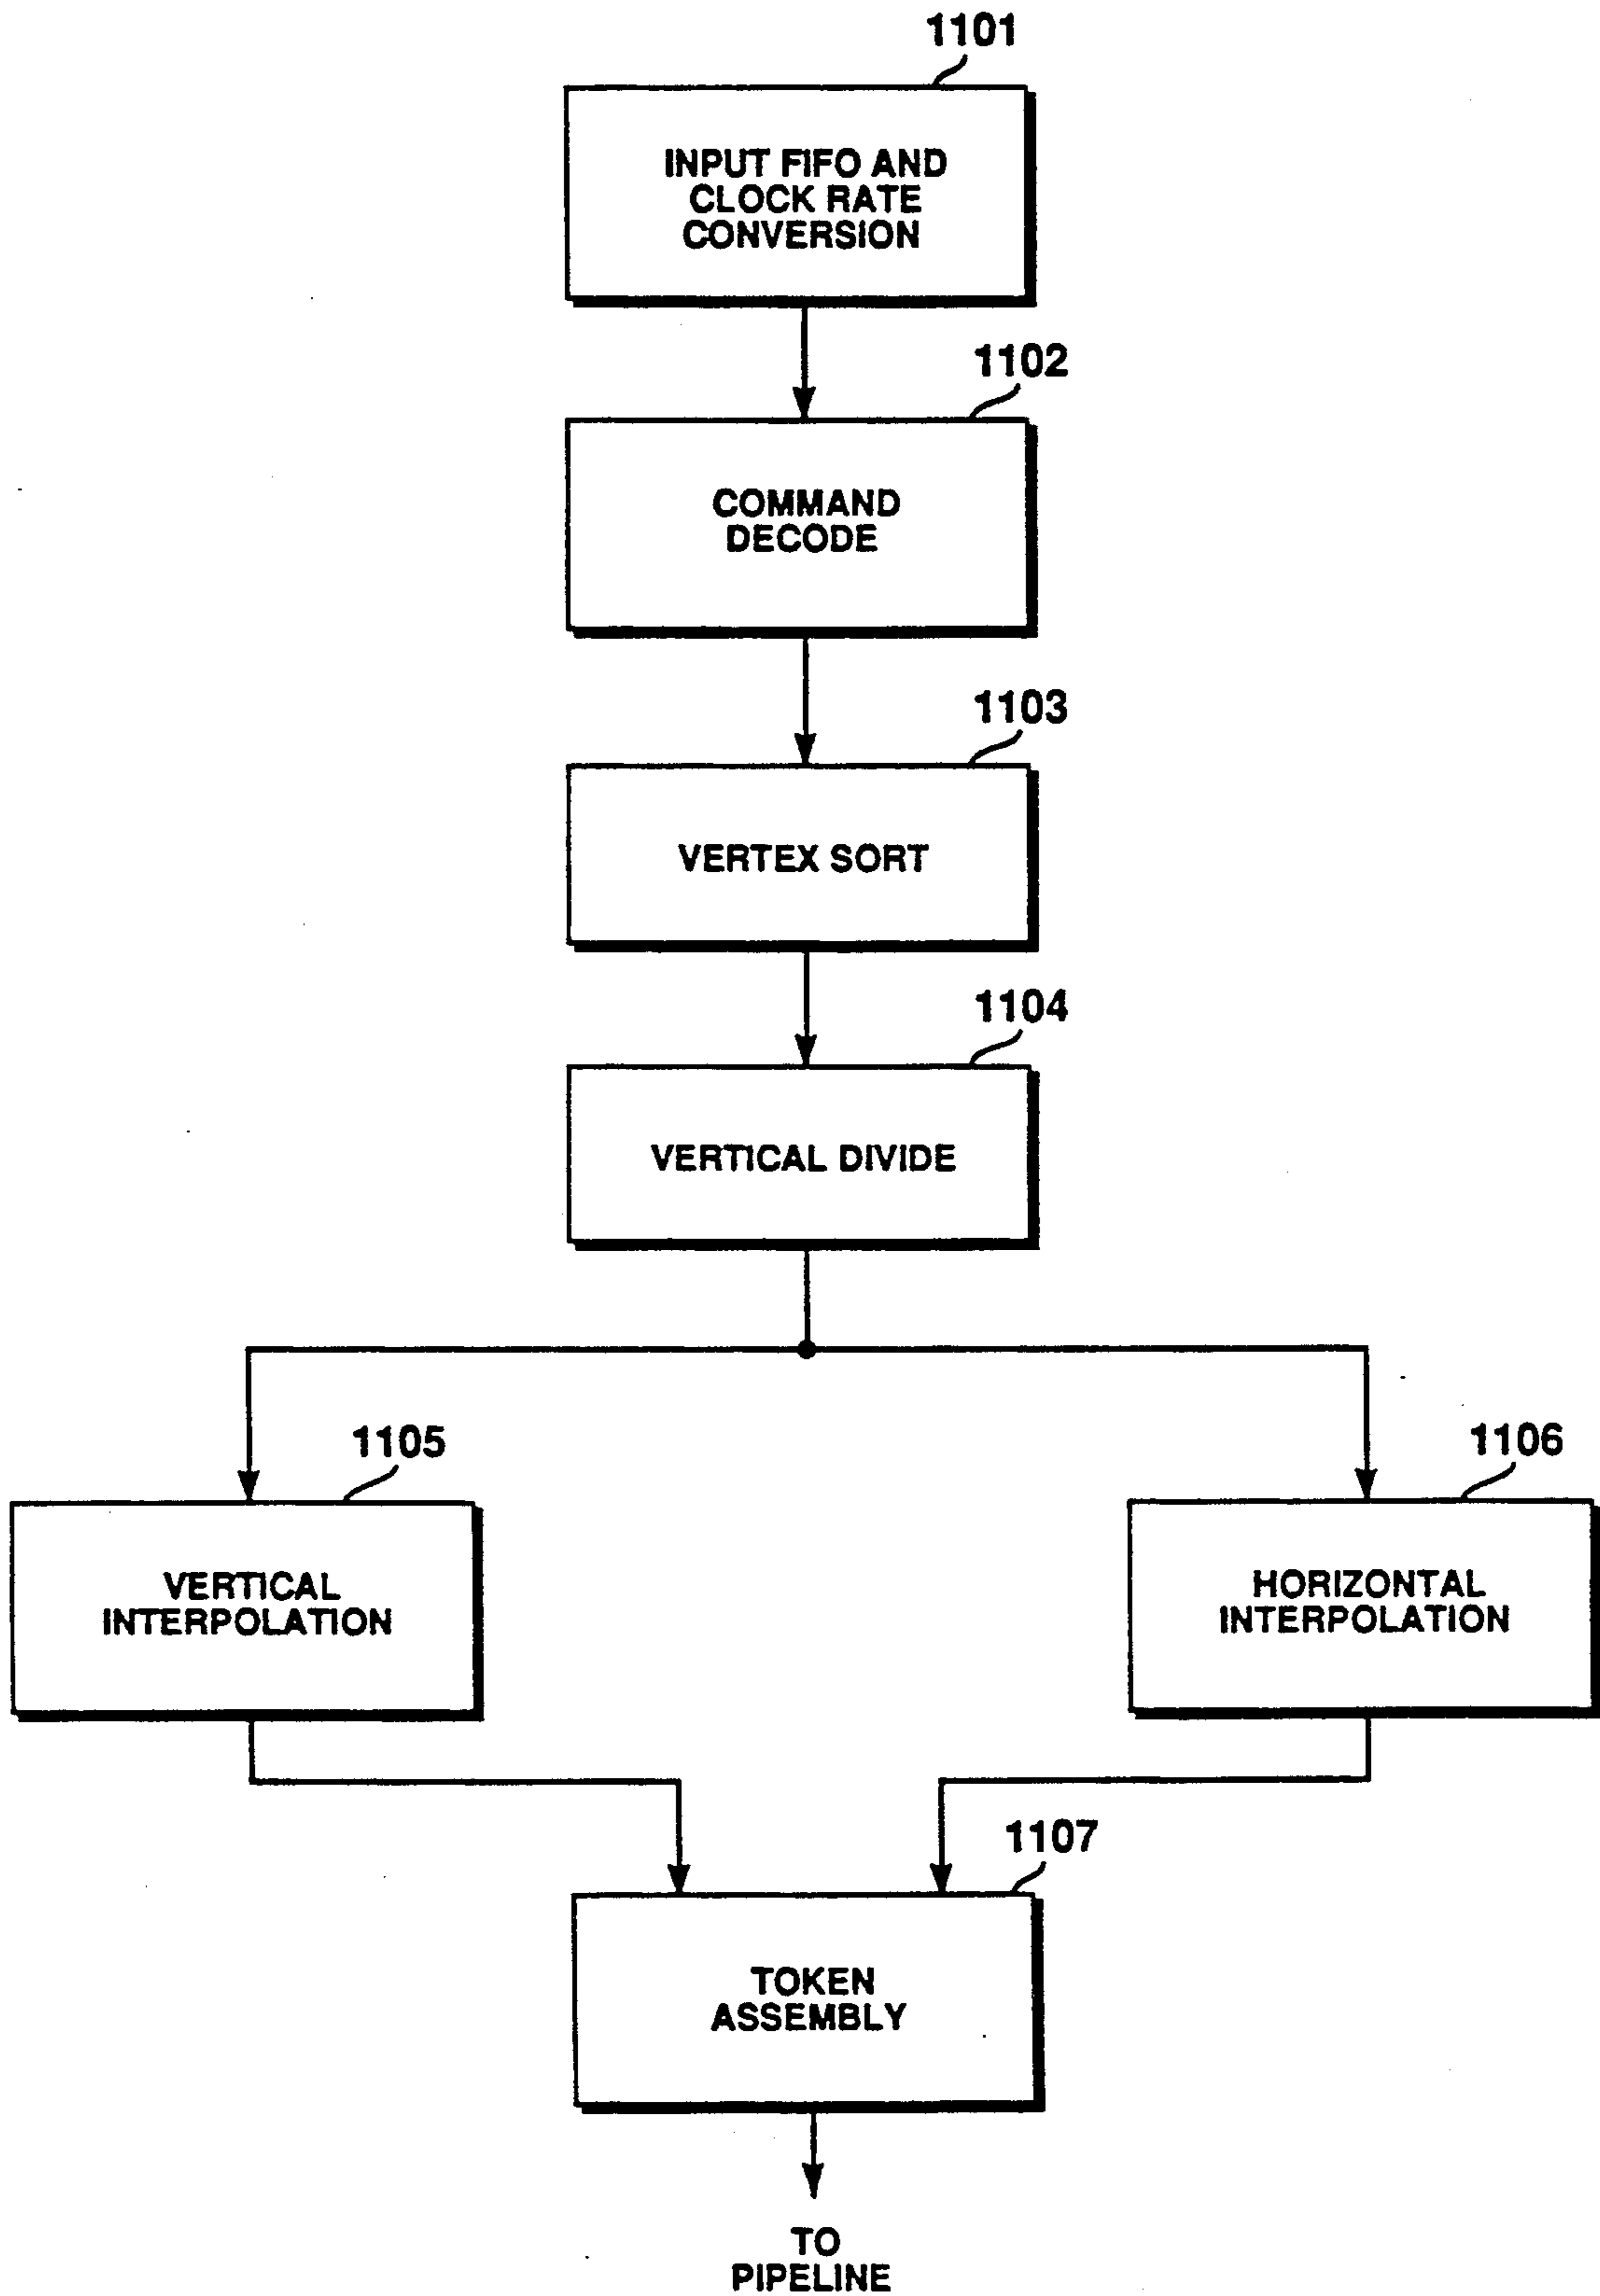 1101
INPUT FIFO AND
CLOCK RATE
CONVERSION
1102
COMMAND
DECODE
1103
VERTEX SORT
1104
VERTICAL DIVIDE
1105
VERTICAL
INTERPOLATION
1106
HORIZONTAL
INTERPOLATION
1107
TOKEN
ASSEMBLY
TO
PIPELINE